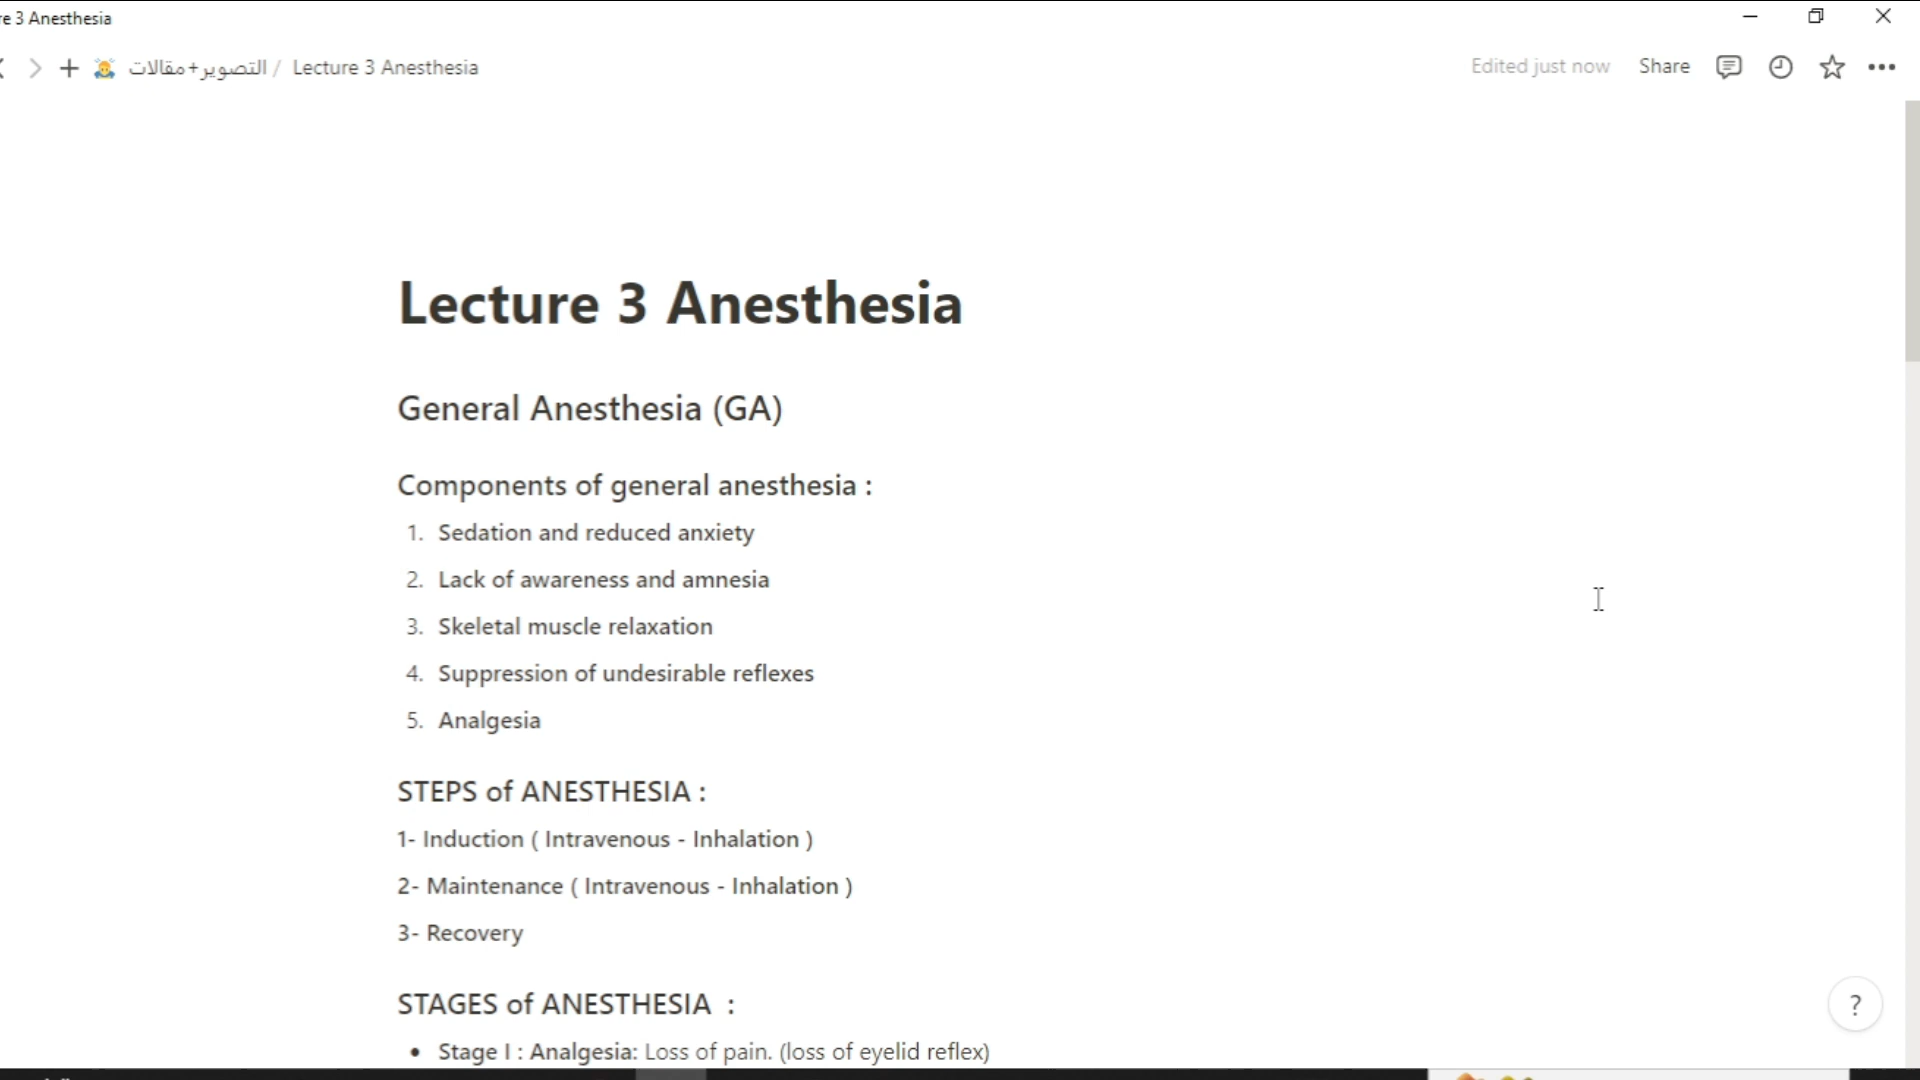 re 3 Anesthesia
التصوير+مقالات / Lecture 3 Anesthesia
Edited just now Share
Lecture 3 Anesthesia
General Anesthesia (GA)
Components of general anesthesia :
1. Sedation and reduced anxiety
2. Lack of awareness and amnesia
3. Skeletal muscle relaxation
4. Suppression of undesirable reflexes
5. Analgesia
STEPS of ANESTHESIA :
1- Induction ( Intravenous - Inhalation )
2- Maintenance ( Intravenous - Inhalation )
3- Recovery
STAGES of ANESTHESIA :
• Stage I : Analgesia: Loss of pain. (loss of eyelid reflex)
?